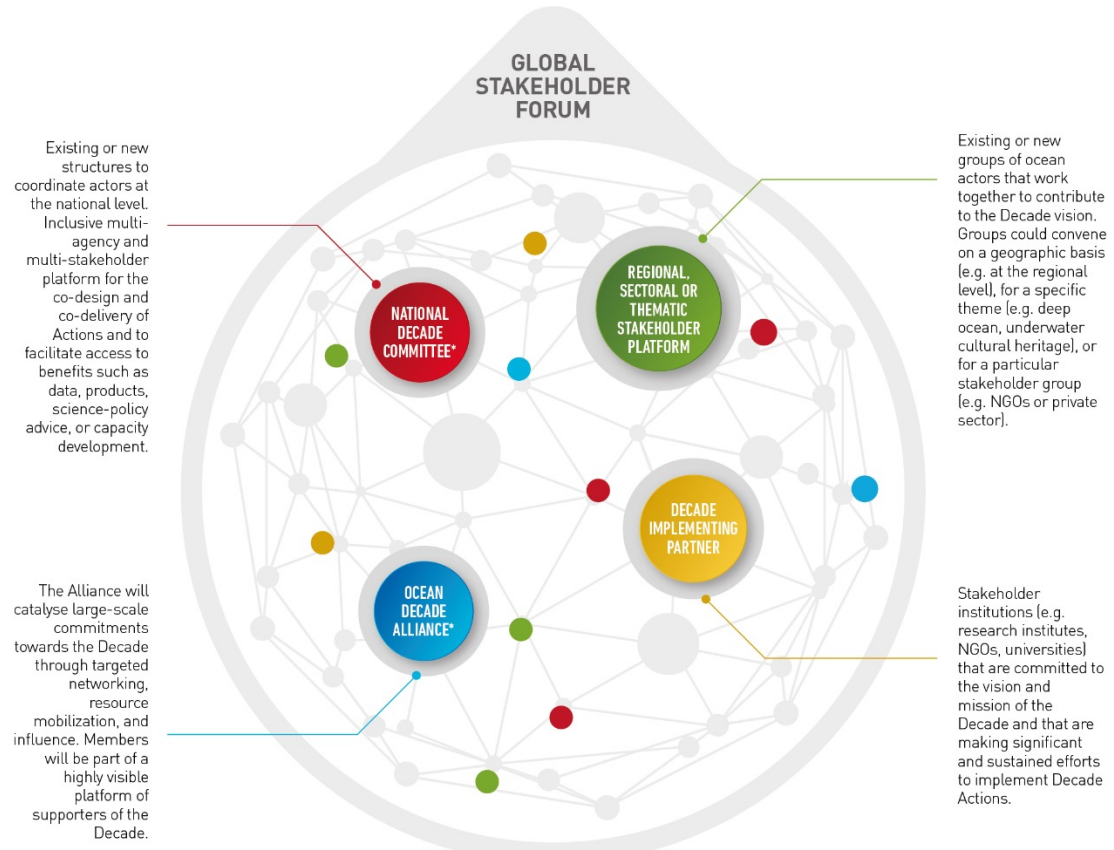 GLOBAL
STAKEHOLDER
FORUM
Existing or new
structures to
coordinate actors at
the national level.
Inclusive multi-
agency and
multi-stakeholder
platform for the
co-design and
co-delivery of
Actions and to
facilitate access to
benefits such as
data, products,
science-policy
advice, or capacity
development.
NATIONAL
DECADE
COMMITTEE*
REGIONAL,
SECTORAL OR
THEMATIC
STAKEHOLDER
PLATFORM
Existing or new
groups of ocean
actors that work
together to contribute
to the Decade vision.
Groups could convene
on a geographic basis
(e.g. at the regional
level), for a specific
theme (e.g. deep
ocean, underwater
cultural heritage), or
for a particular
stakeholder group
(e.g. NGOs or private
sector).
The Alliance will
catalyse large-scale
commitments
towards the Decade
through targeted
networking,
resource
mobilization, and
influence. Members
will be part of a
highly visible
platform of
supporters of the
Decade.
OCEAN
DECADE
ALLIANCE*
DECADE
IMPLEMENTING
PARTNER
Stakeholder
institutions (e.g.
research institutes,
NGOs, universities)
that are committed to
the vision and
mission of the
Decade and that are
making significant
and sustained efforts
to implement Decade
Actions.